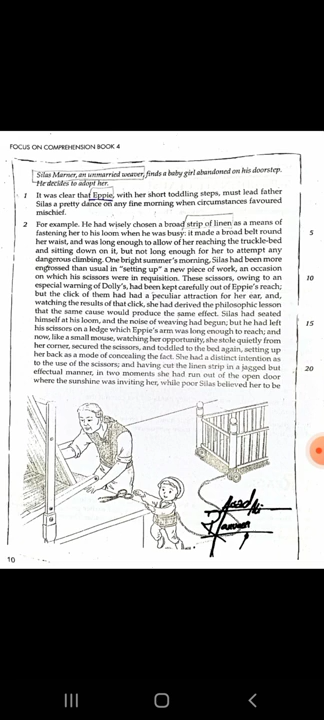 FOCUS ON COMPREHENSION BOOK 4
Silas Marner, an unmarried weaver, finds a baby girl abandoned on his doorstep.
He decides to adopt her.
1 It was clear that Eppie, with her short toddling steps, must lead father
Silas a pretty dance on any fine morning when circumstances favoured
mischief.
2 For example. He had wisely chosen a broad strip of linen as a means of
fastening her to his loom when he was busy: it made a broad belt round 5
her waist, and was long enough to allow of her reaching the truckle-bed
and sitting down on it, but not long enough for her to attempt any
dangerous climbing. One bright summer's morning, Silas had been more
engrossed than usual in "setting up" a new piece of work, an occasion
on which his scissors were in requisition. These scissors, owing to an 10
especial warning of Dolly's, had been kept carefully out of Eppie's reach;
but the click of them had had a peculiar attraction for her ear, and,
watching the results of that click, she had derived the philosophic lesson
that the same cause would produce the same effect. Silas had seated
himself at his loom, and the noise of weaving had begun; but he had left 15
his scissors on a ledge which Eppie's arm was long enough to reach; and
now, like a small mouse, watching her opportunity, she stole quietly from
her corner, secured the scissors, and toddled to the bed again, setting up
her back as a mode of concealing the fact. She had a distinct intention as
to the use of the scissors; and having cut the linen strip in a jagged but 20
effectual manner, in two moments she had run out of the open door
where the sunshine was inviting her, while poor Silas believed her to be
10